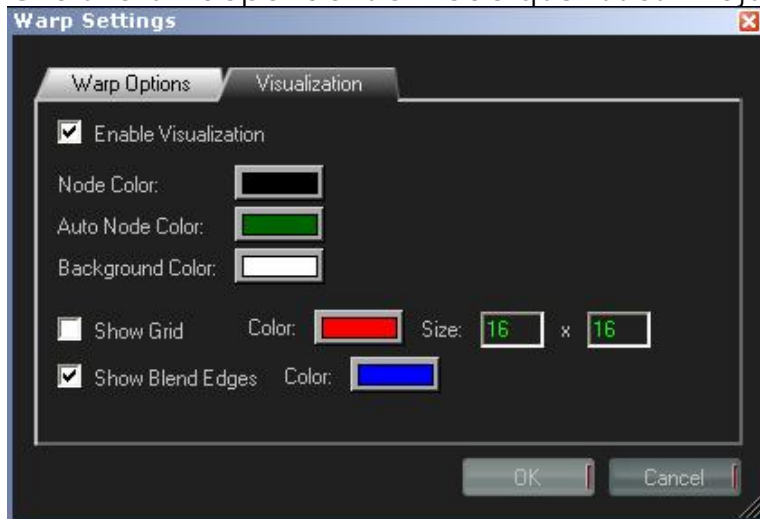 Warp Settings
Warp Options Visualization
Enable Visualization
Node Color:
Auto Node Color:
Background Color:
Show Grid Color: Size: 16 x 16
Show Blend Edges Color:
OK Cancel